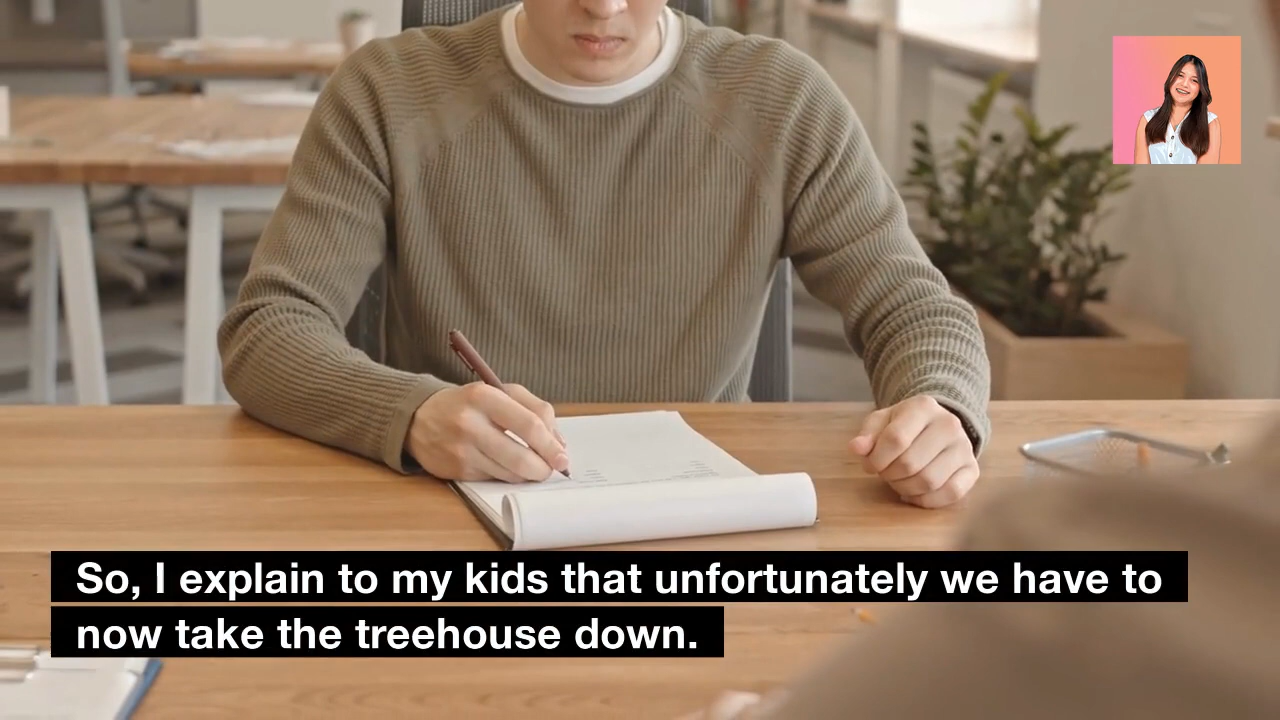 So, I explain to my kids that unfortunately we have to
now take the treehouse down.